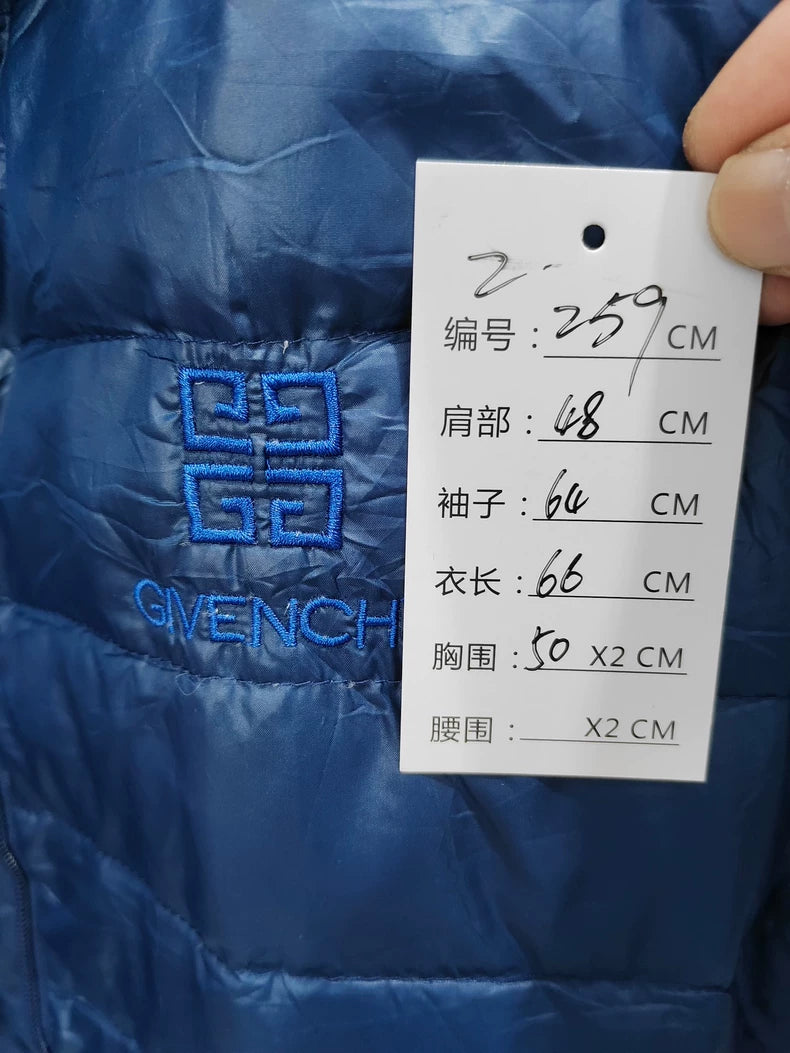 GIVENCH
2.
编号：259 CM
肩部：48 CM
袖子：64 CM
衣长：66 CM
胸围：50 X2 CM
腰围： X2 CM